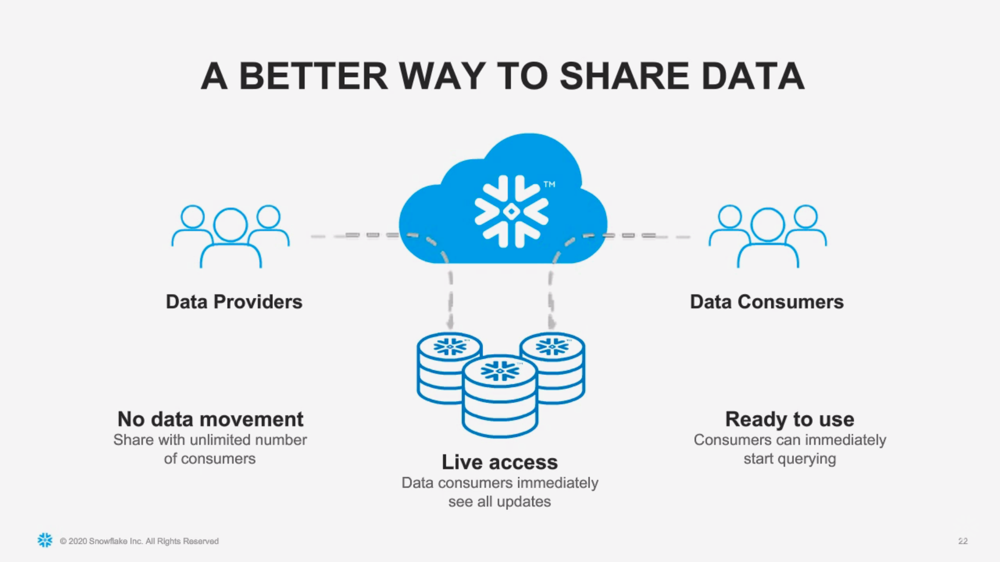 A BETTER WAY TO SHARE DATA
TM
Data Providers
Data Consumers
No data movement
Share with unlimited number
of consumers
Live access
Data consumers immediately
see all updates
Ready to use
Consumers can immediately
start querying
© 2020 Snowflake Inc. All Rights Reserved
22